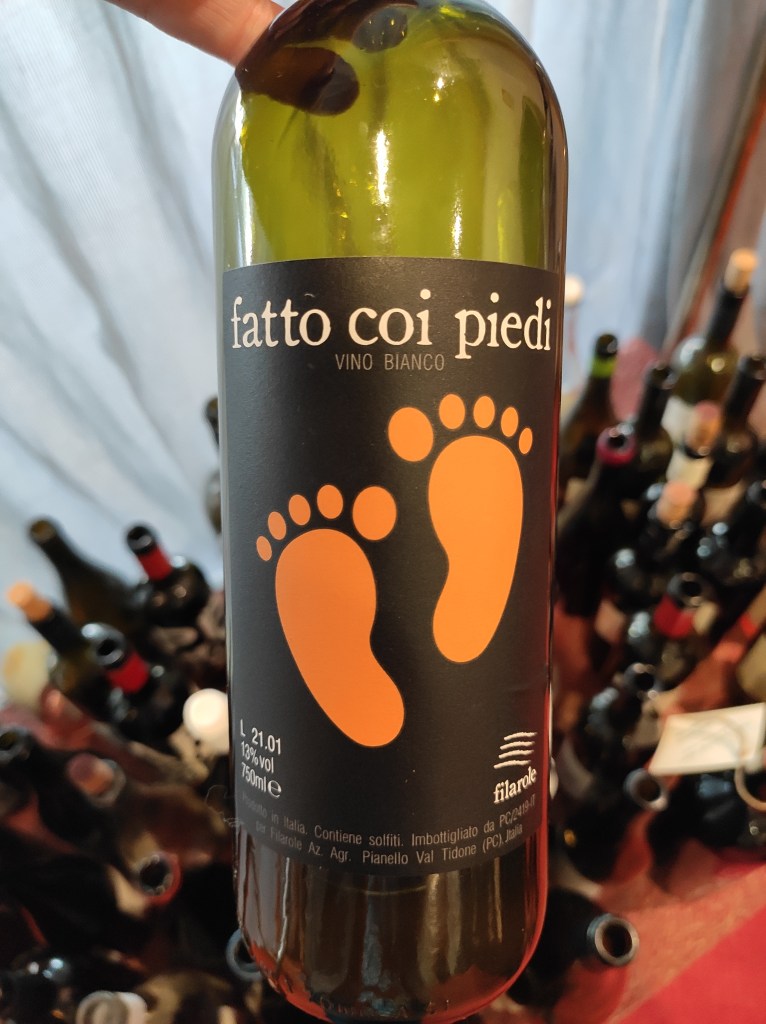 fatto coi piedi
VINO BIANCO
L 21.01
13%vol
750ml℮
filarole
Prodotto in Italia. Contiene solfiti. Imbottigliato da PC/2419-IT
per Filarole Az. Agr. Pianello Val Tidone (PC), Italia